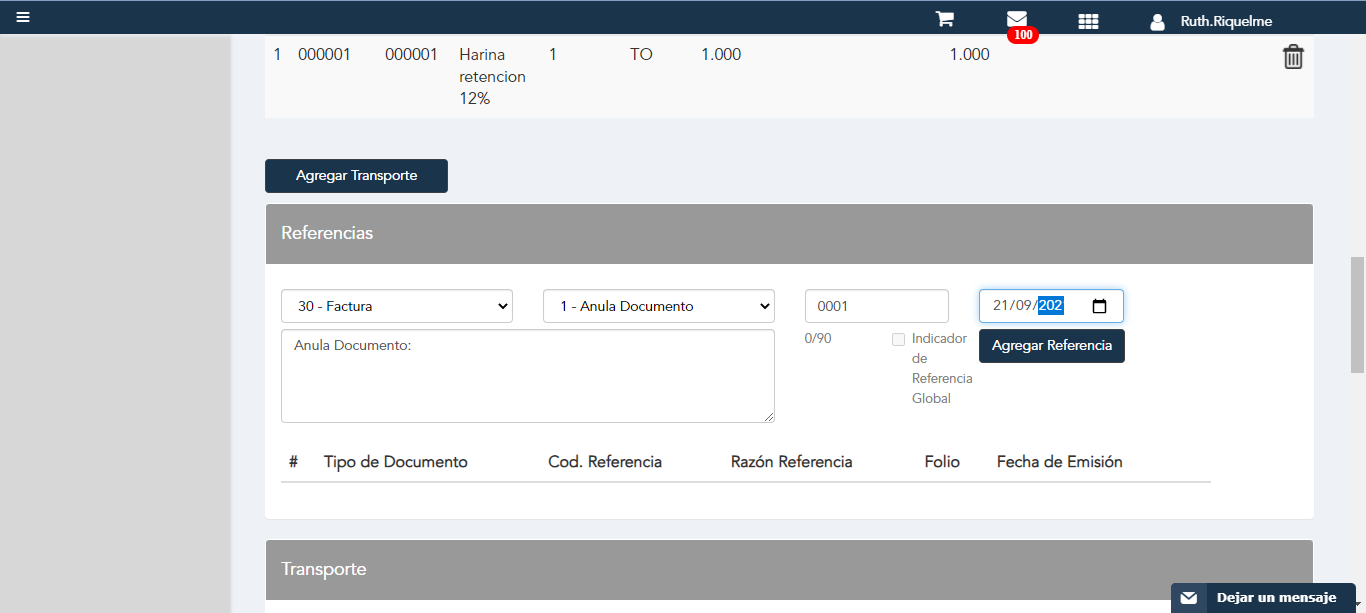 100
Ruth.Riquelme
1 000001 000001 Harina 1 TO 1.000 1.000
retencion
12%
Agregar Transporte
Referencias
30 - Factura 1 - Anula Documento 0001 21/09/202
Anula Documento: 0/90 Indicador Agregar Referencia
de
Referencia
Global
# Tipo de Documento Cod. Referencia Razón Referencia Folio Fecha de Emisión
Transporte
Dejar un mensaje